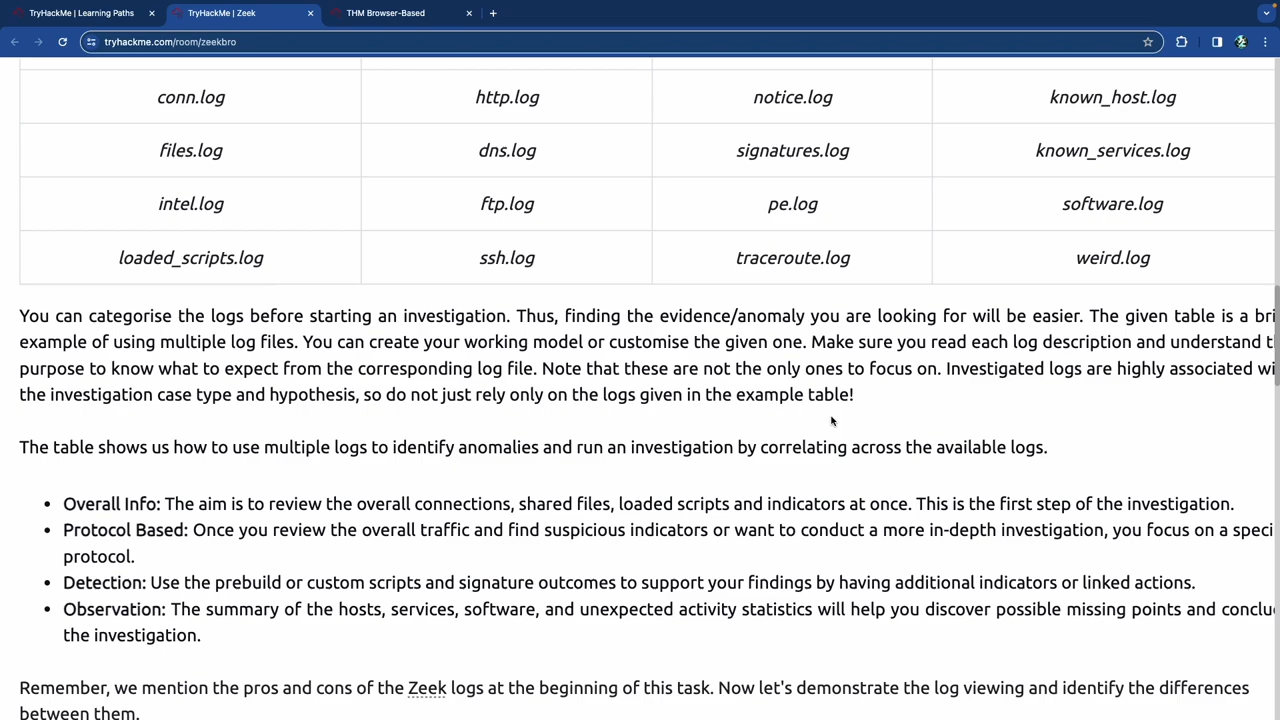 TryHackMe | Learning Paths
TryHackMe | Zeek
THM Browser-Based
tryhackme.com/room/zeekbro
conn.log http.log notice.log known_host.log
files.log dns.log signatures.log known_services.log
intel.log ftp.log pe.log software.log
loaded_scripts.log ssh.log traceroute.log weird.log
You can categorise the logs before starting an investigation. Thus, finding the evidence/anomaly you are looking for will be easier. The given table is a bri
example of using multiple log files. You can create your working model or customise the given one. Make sure you read each log description and understand t
purpose to know what to expect from the corresponding log file. Note that these are not the only ones to focus on. Investigated logs are highly associated wi
the investigation case type and hypothesis, so do not just rely only on the logs given in the example table!
The table shows us how to use multiple logs to identify anomalies and run an investigation by correlating across the available logs.
• Overall Info: The aim is to review the overall connections, shared files, loaded scripts and indicators at once. This is the first step of the investigation.
• Protocol Based: Once you review the overall traffic and find suspicious indicators or want to conduct a more in-depth investigation, you focus on a speci
protocol.
• Detection: Use the prebuild or custom scripts and signature outcomes to support your findings by having additional indicators or linked actions.
• Observation: The summary of the hosts, services, software, and unexpected activity statistics will help you discover possible missing points and conclu
the investigation.
Remember, we mention the pros and cons of the Zeek logs at the beginning of this task. Now let's demonstrate the log viewing and identify the differences
between them.